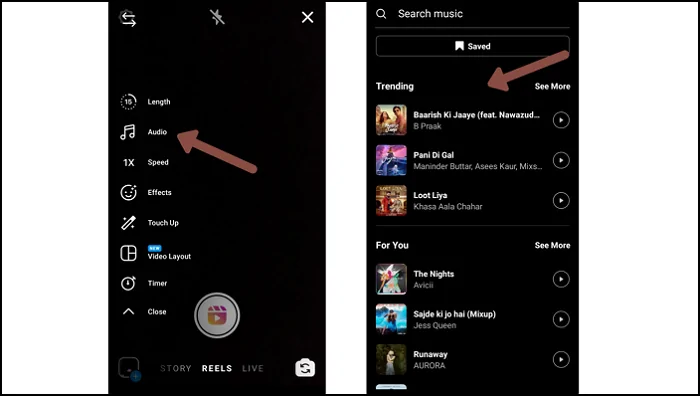 15
Length
Audio
1X
Speed
Effects
Touch Up
NEW
Video Layout
Timer
Close
STORY REELS LIVE
Search music
Saved
Trending See More
Baarish Ki Jaaye (feat. Nawazud...
B Praak
Pani Di Gal
Maninder Buttar, Asees Kaur, Mixs...
Loot Liya
Khasa Aala Chahar
For You See More
The Nights
Avicii
Sajde ki jo hai (Mixup)
Jess Queen
Runaway
AURORA